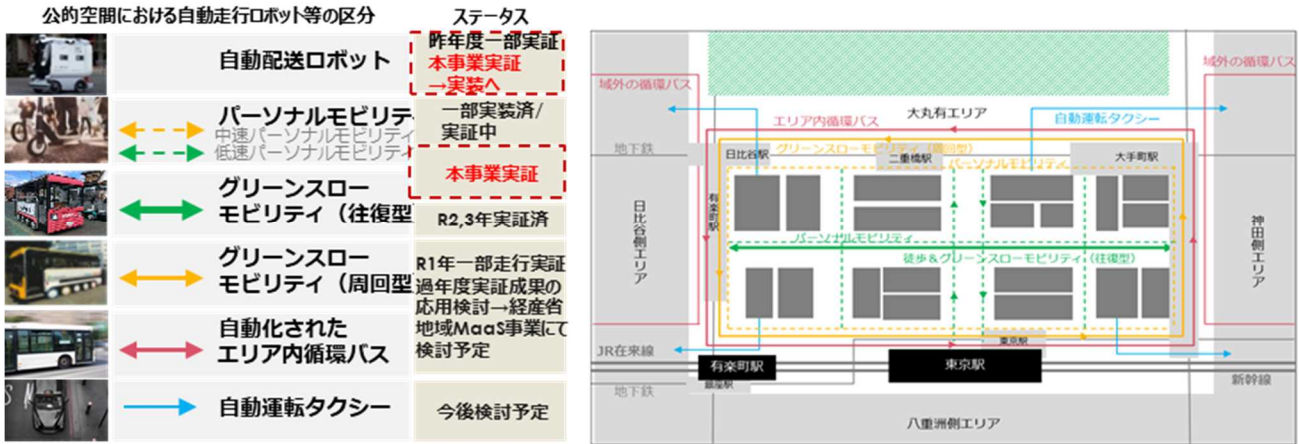 公的空間における自動走行ロボット等の区分
ステータス
自動配送ロボット
昨年度一部実証
本事業実証
→実装へ
パーソナルモビリテ
中速パーソナルモビリティ
低速パーソナルモビリティ
一部実装済/
実証中
本事業実証
グリーンスロー
モビリティ（往復型
R2,3年実証済
グリーンスロー
モビリティ（周回型
R1年一部走行実証
過年度実証成果の
応用検討→経産省
地域MaaS事業にて
検討予定
自動化された
エリア内循環バス
自動運転タクシー
今後検討予定
域外の循環バス
域外の循環バス
大丸有エリア
エリア内循環バス
自動運転タクシー
地下鉄
日比谷駅
グリーンスローモビリティ（周回型）
二重橋駅
パーソナルモビリティ
大手町駅
有楽町駅
日比谷側エリア
神田側エリア
パーソナルモビリティ
徒歩＆グリーンスローモビリティ（往復型）
JR在来線
東京駅
有楽町駅
東京駅
銀座駅
地下鉄
新幹線
八重洲側エリア